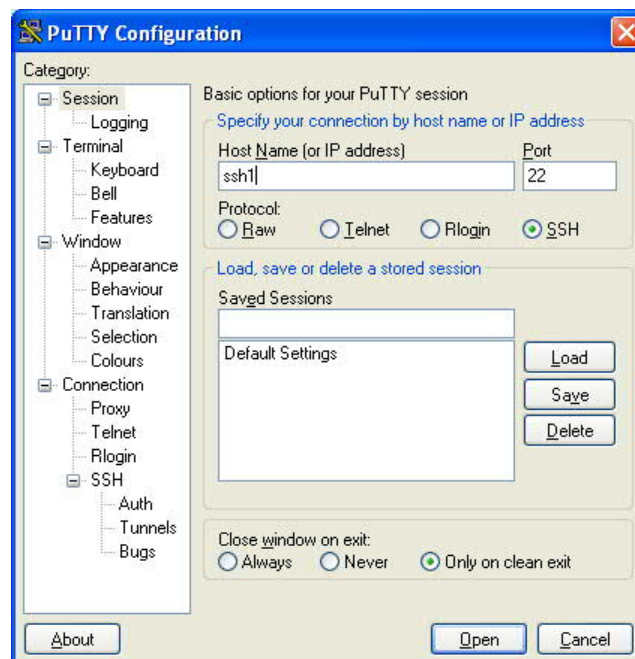 PuTTY Configuration
Category:
Session
Logging
Terminal
Keyboard
Bell
Features
Window
Appearance
Behaviour
Translation
Selection
Colours
Connection
Proxy
Telnet
Rlogin
SSH
Auth
Tunnels
Bugs
Basic options for your PuTTY session
Specify your connection by host name or IP address
Host Name (or IP address) Port
ssh1 22
Protocol:
Raw Telnet Rlogin SSH
Load, save or delete a stored session
Saved Sessions
Default Settings
Load
Save
Delete
Close window on exit:
Always Never Only on clean exit
About Open Cancel